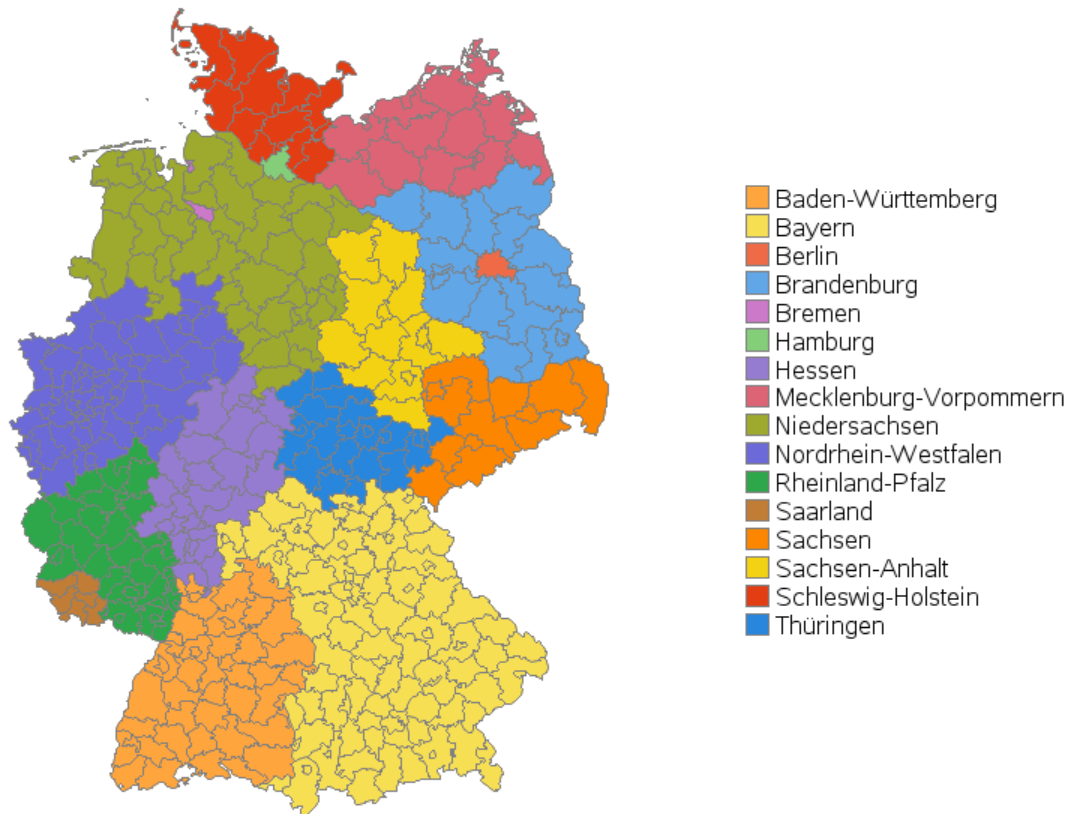 Baden-Württemberg
Bayern
Berlin
Brandenburg
Bremen
Hamburg
Hessen
Mecklenburg-Vorpommern
Niedersachsen
Nordrhein-Westfalen
Rheinland-Pfalz
Saarland
Sachsen
Sachsen-Anhalt
Schleswig-Holstein
Thüringen